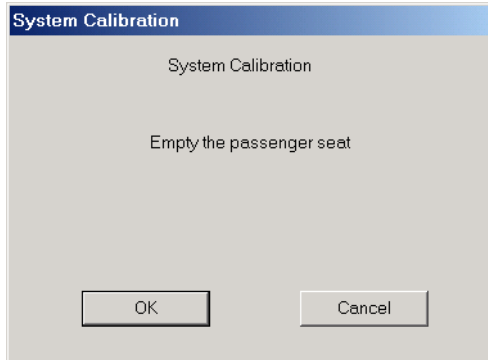 System Calibration
System Calibration
Empty the passenger seat
OK
Cancel